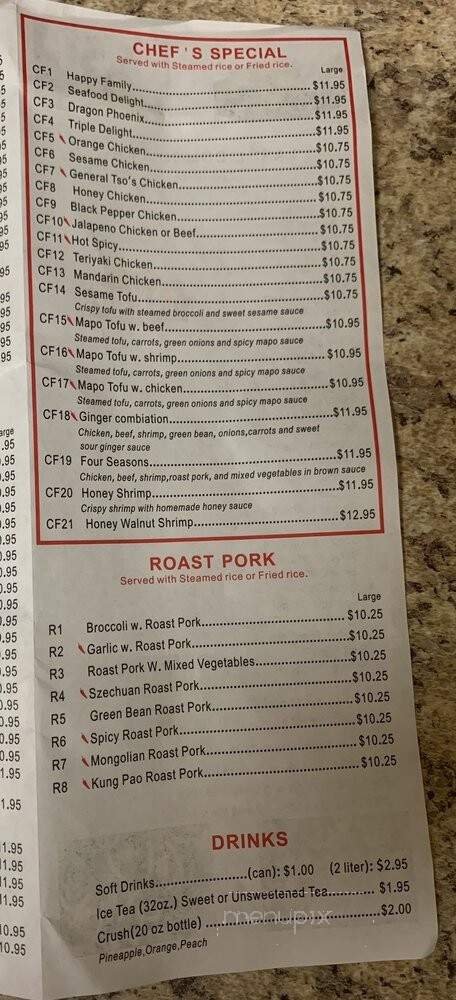 CHEF'S SPECIAL
Served with Steamed rice or Fried rice.
Large
CF1 Happy Family $11.95
CF2 Seafood Delight $11.95
CF3 Dragon Phoenix $11.95
CF4 Triple Delight $11.95
CF5 Orange Chicken $10.75
CF6 Sesame Chicken $10.75
CF7 General Tso's Chicken $10.75
CF8 Honey Chicken $10.75
CF9 Black Pepper Chicken $10.75
CF10 Jalapeno Chicken or Beef $10.75
CF11 Hot Spicy $10.75
CF12 Teriyaki Chicken $10.75
CF13 Mandarin Chicken $10.75
CF14 Sesame Tofu $10.75
Crispy tofu with steamed broccoli and sweet sesame sauce
CF15 Mapo Tofu w. beef $10.95
Steamed tofu, carrots, green onions and spicy mapo sauce
CF16 Mapo Tofu w. shrimp $10.95
Steamed tofu, carrots, green onions and spicy mapo sauce
CF17 Mapo Tofu w. chicken $10.95
Steamed tofu, carrots, green onions and spicy mapo sauce
CF18 Ginger combiation $11.95
Chicken, beef, shrimp, green bean, onions,carrots and sweet
sour ginger sauce
CF19 Four Seasons $11.95
Chicken, beef, shrimp,roast pork, and mixed vegetables in brown sauce
CF20 Honey Shrimp $11.95
Crispy shrimp with homemade honey sauce
CF21 Honey Walnut Shrimp $12.95
ROAST PORK
Served with Steamed rice or Fried rice.
Large
R1 Broccoli w. Roast Pork $10.25
R2 Garlic w. Roast Pork $10.25
R3 Roast Pork W. Mixed Vegetables $10.25
R4 Szechuan Roast Pork $10.25
R5 Green Bean Roast Pork $10.25
R6 Spicy Roast Pork $10.25
R7 Mongolian Roast Pork $10.25
R8 Kung Pao Roast Pork $10.25
DRINKS
Soft Drinks (can): $1.00 (2 liter): $2.95
Ice Tea (32oz.) Sweet or Unsweetened Tea $1.95
Crush(20 oz bottle) $2.00
Pineapple,Orange,Peach
menupix